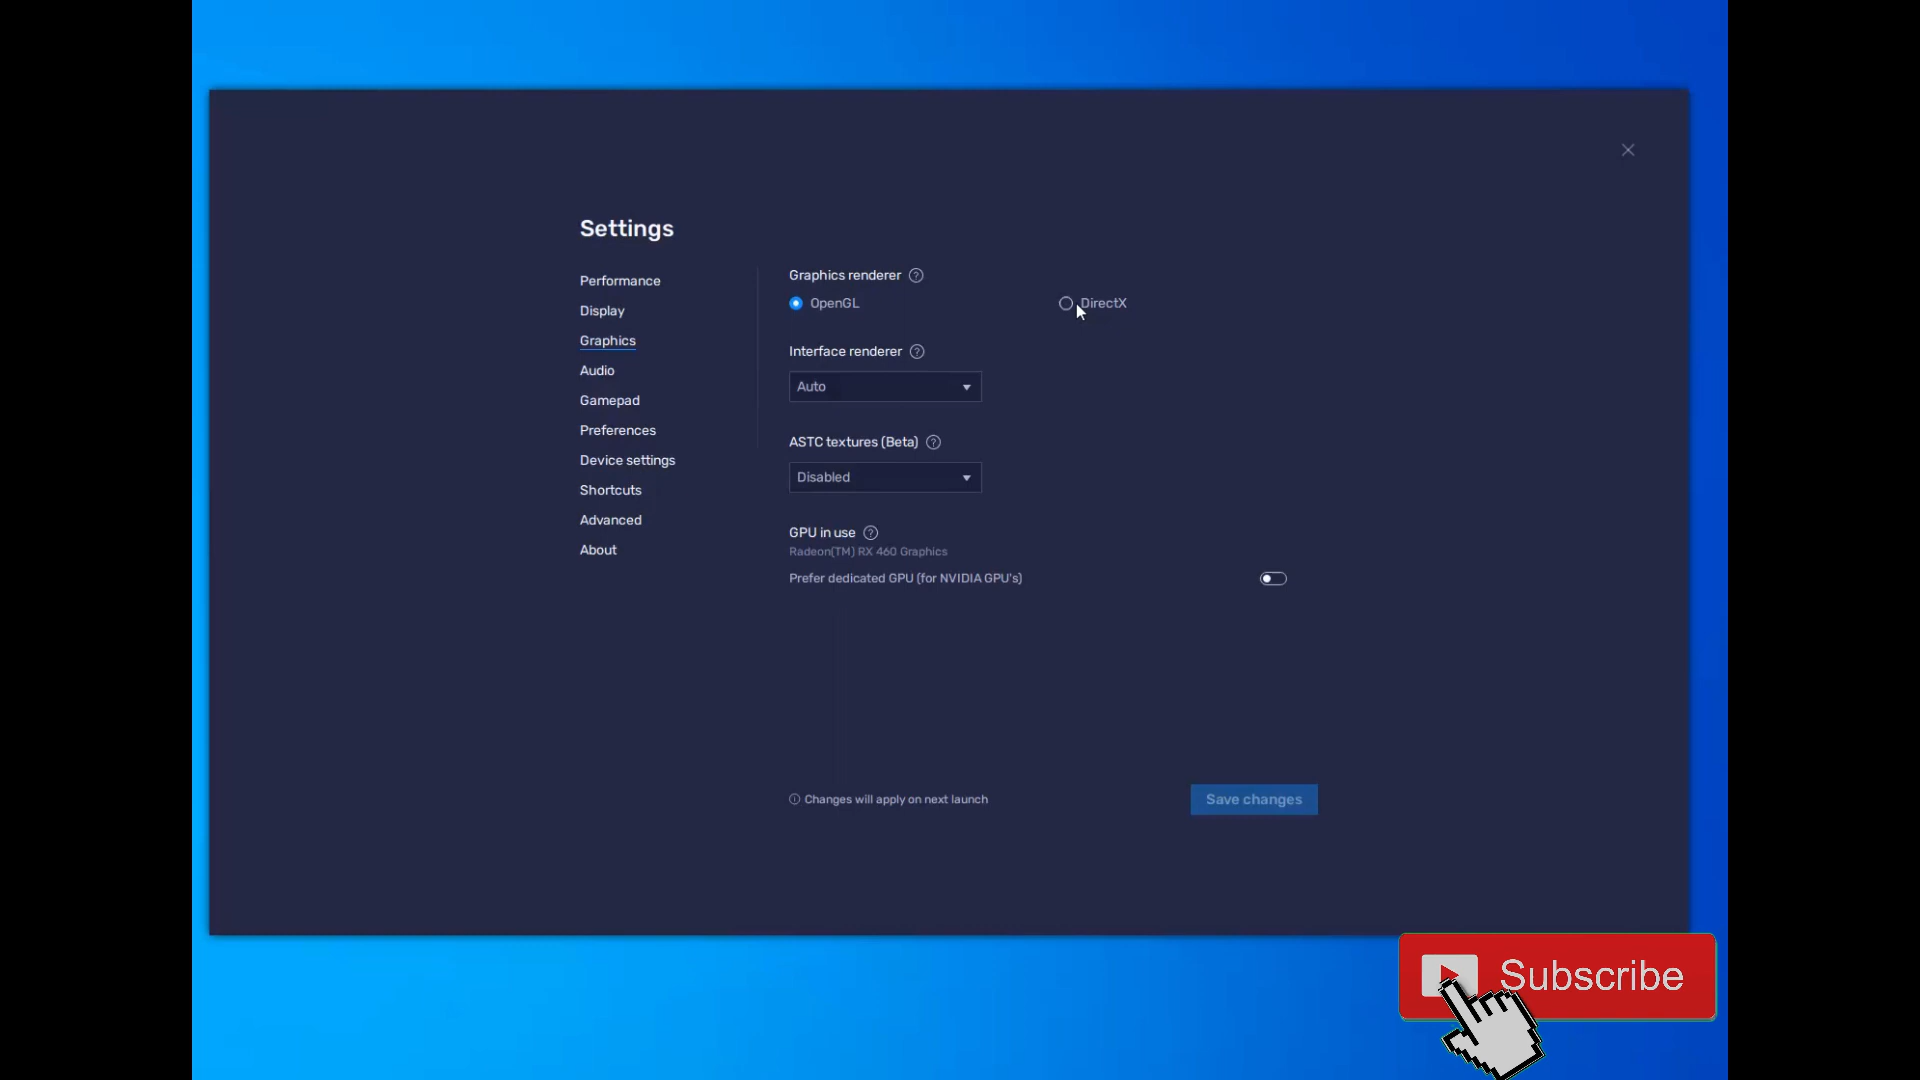 Settings
Performance
Display
Graphics
Audio
Gamepad
Preferences
Device settings
Shortcuts
Advanced
About
Graphics renderer
OpenGL
DirectX
Interface renderer
Auto
ASTC textures (Beta)
Disabled
GPU in use
Radeon(TM) RX 460 Graphics
Prefer dedicated GPU (for NVIDIA GPU's)
Changes will apply on next launch
Save changes
Subscribe